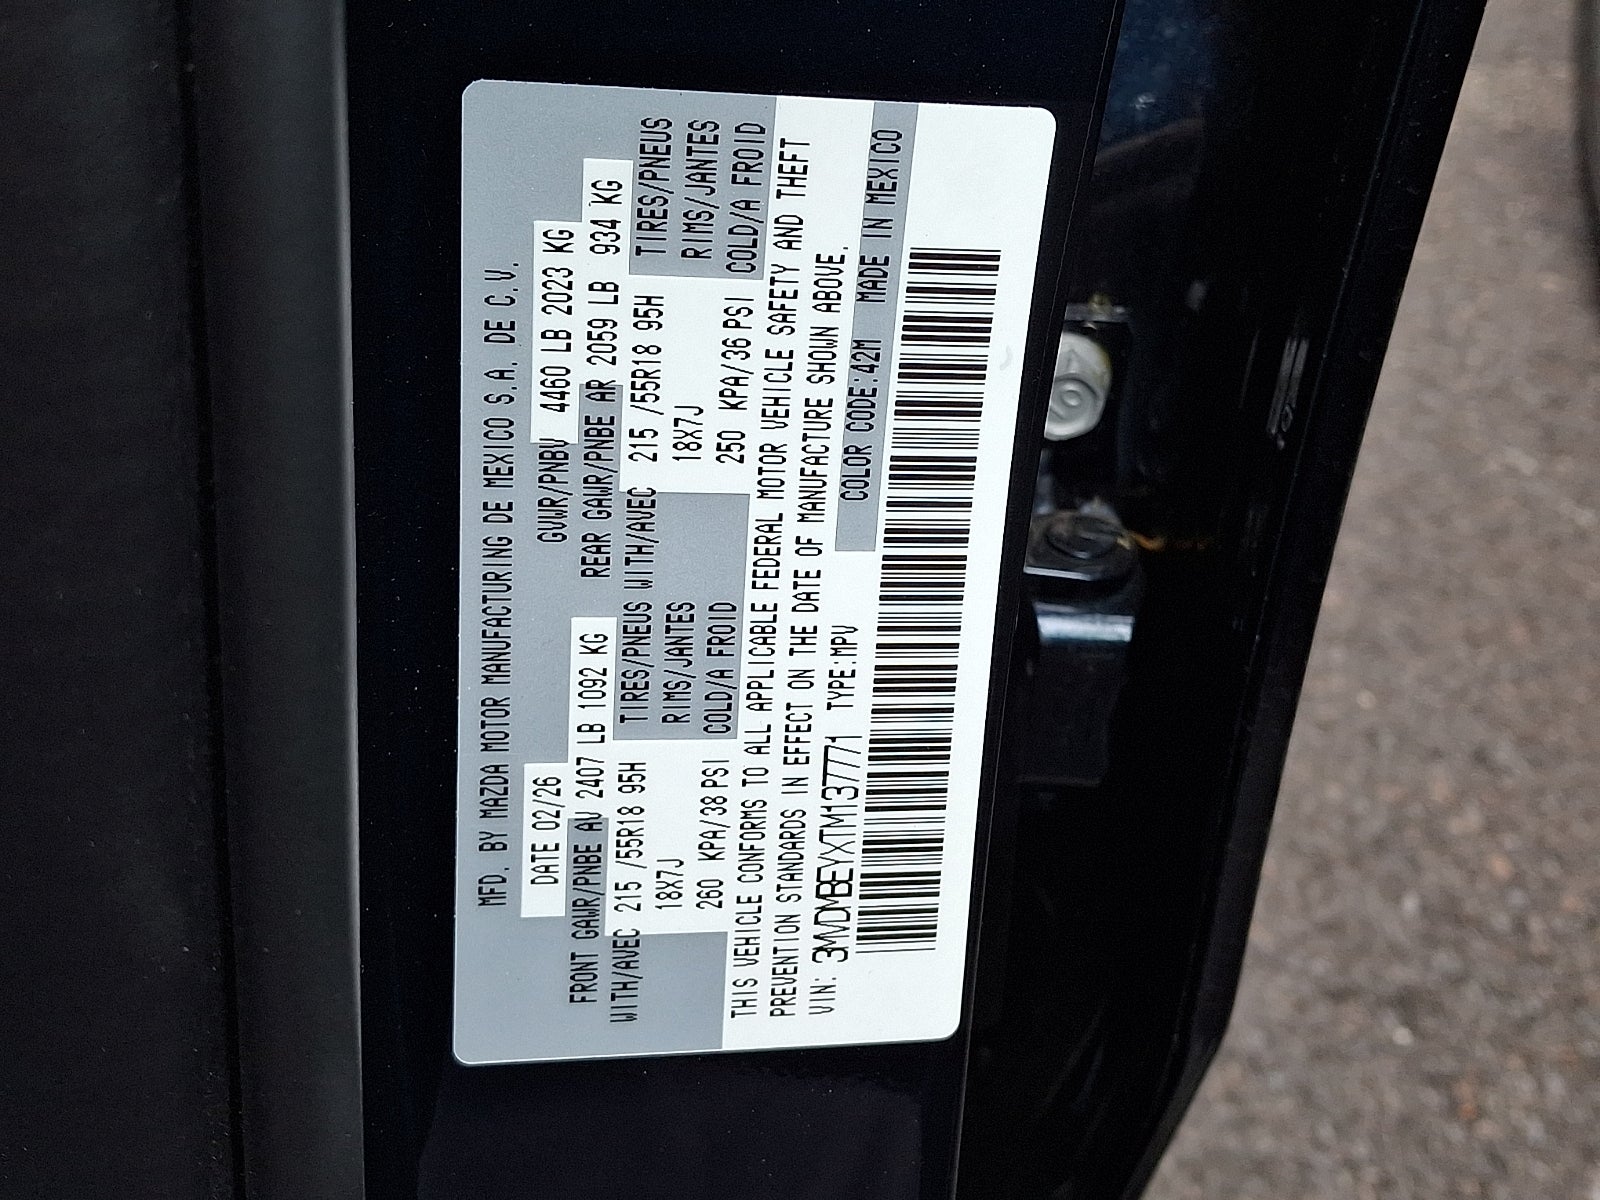 MFD. BY MAZDA MOTOR MANUFACTURING DE MEXICO S.A. DE C.V.
DATE 02/26 GVWR/PNBV 4460 LB 2023 KG
FRONT GAWR/PNBE AV 2407 LB 1092 KG REAR GAWR/PNBE AR 2059 LB 934 KG
WITH/AVEC 215 /55R18 95H TIRES/PNEUS WITH/AVEC 215 /55R18 95H TIRES/PNEUS
18X7J RIMS/JANTES 18X7J RIMS/JANTES
260 KPA/38 PSI COLD/A FROID 250 KPA/36 PSI COLD/A FROID
THIS VEHICLE CONFORMS TO ALL APPLICABLE FEDERAL MOTOR VEHICLE SAFETY AND THEFT
PREVENTION STANDARDS IN EFFECT ON THE DATE OF MANUFACTURE SHOWN ABOVE.
VIN: 3MVDMBEYXTM137771 TYPE:MPV COLOR CODE:42M MADE IN MEXICO